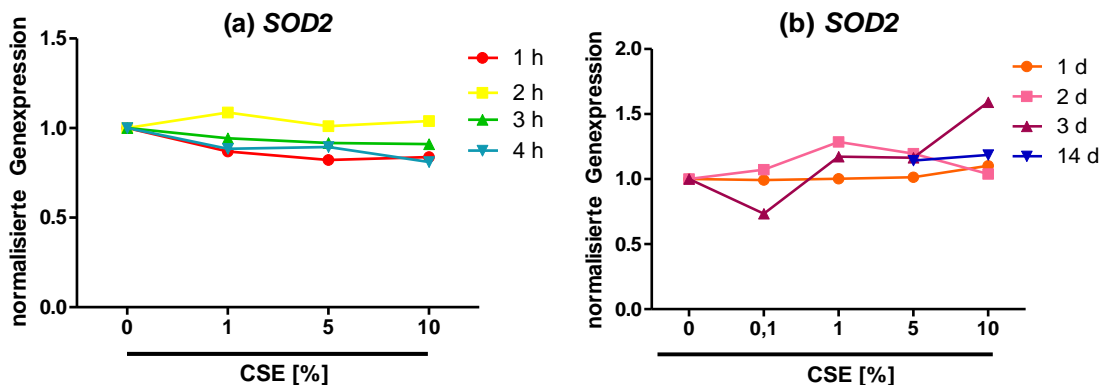 (a) SOD2
normalisierte Genexpression
1.5
1.0
0.5
0.0
0 1 5 10
CSE [%]
1 h
2 h
3 h
4 h
(b) SOD2
normalisierte Genexpression
2.0
1.5
1.0
0.5
0.0
0 0,1 1 5 10
CSE [%]
1 d
2 d
3 d
14 d